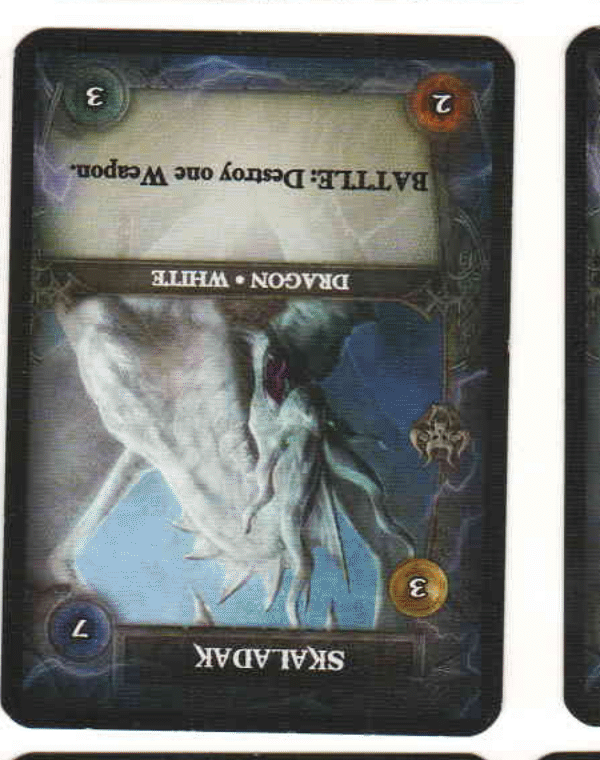 SKALADAK
7
3
DRAGON • WHITE
BATTLE: Destroy one Weapon.
2 3